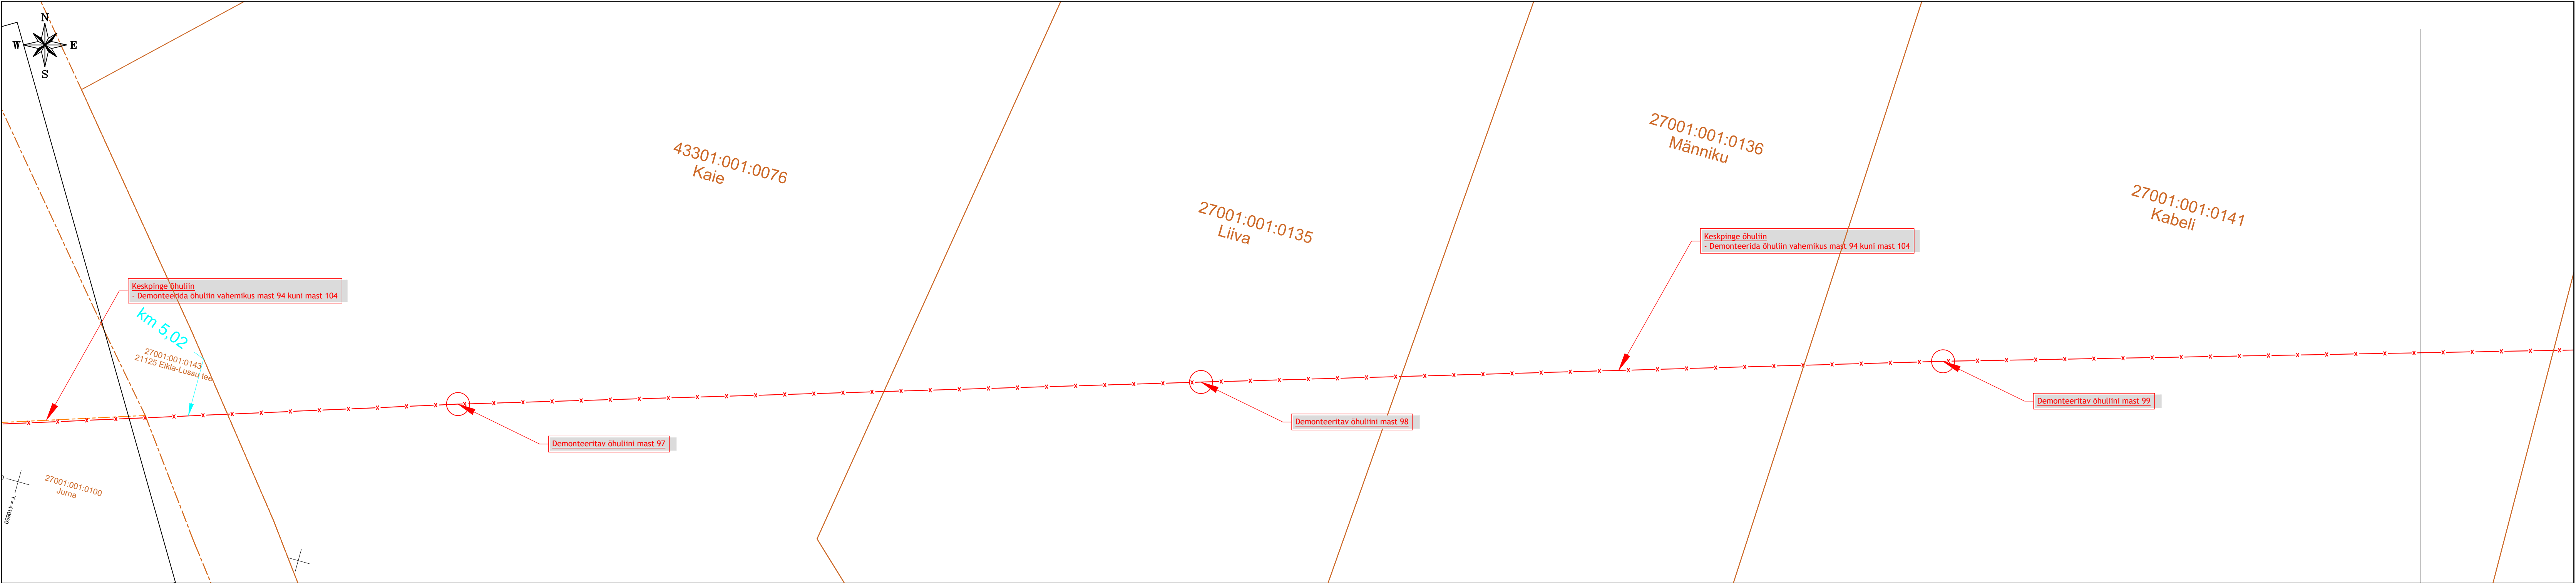 N
W E
S
43301:001:0076
Kaie
27001:001:0135
Liiva
27001:001:0136
Männiku
27001:001:0141
Kabeli
Keskpinge õhuliin
- Demonteerida õhuliin vahemikus mast 94 kuni mast 104
Keskpinge õhuliin
- Demonteerida õhuliin vahemikus mast 94 kuni mast 104
km 5,02
27001:001:0143
21125 Eikla-Lussu tee
Demonteeritav õhuliini mast 97
Demonteeritav õhuliini mast 98
Demonteeritav õhuliini mast 99
27001:001:0100
Jurna
Y = 410850